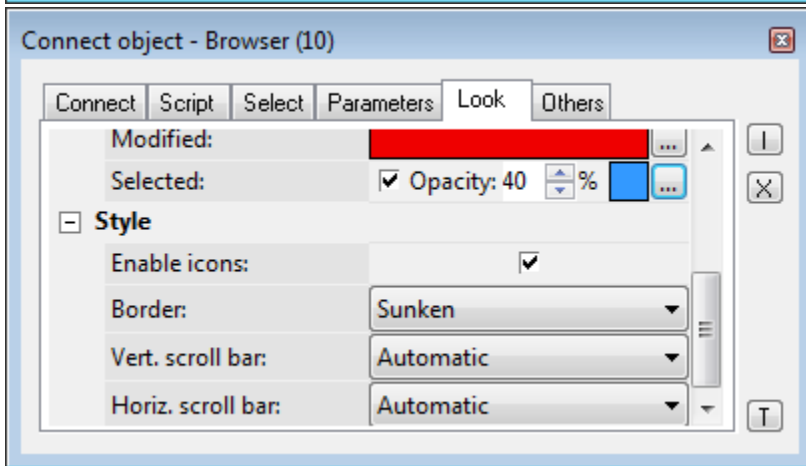 Connect object - Browser (10)
Connect Script Select Parameters Look Others
Modified: ...
Selected: Opacity: 40 % ...
Style
Enable icons:
Border: Sunken
Vert. scroll bar: Automatic
Horiz. scroll bar: Automatic
I
X
T